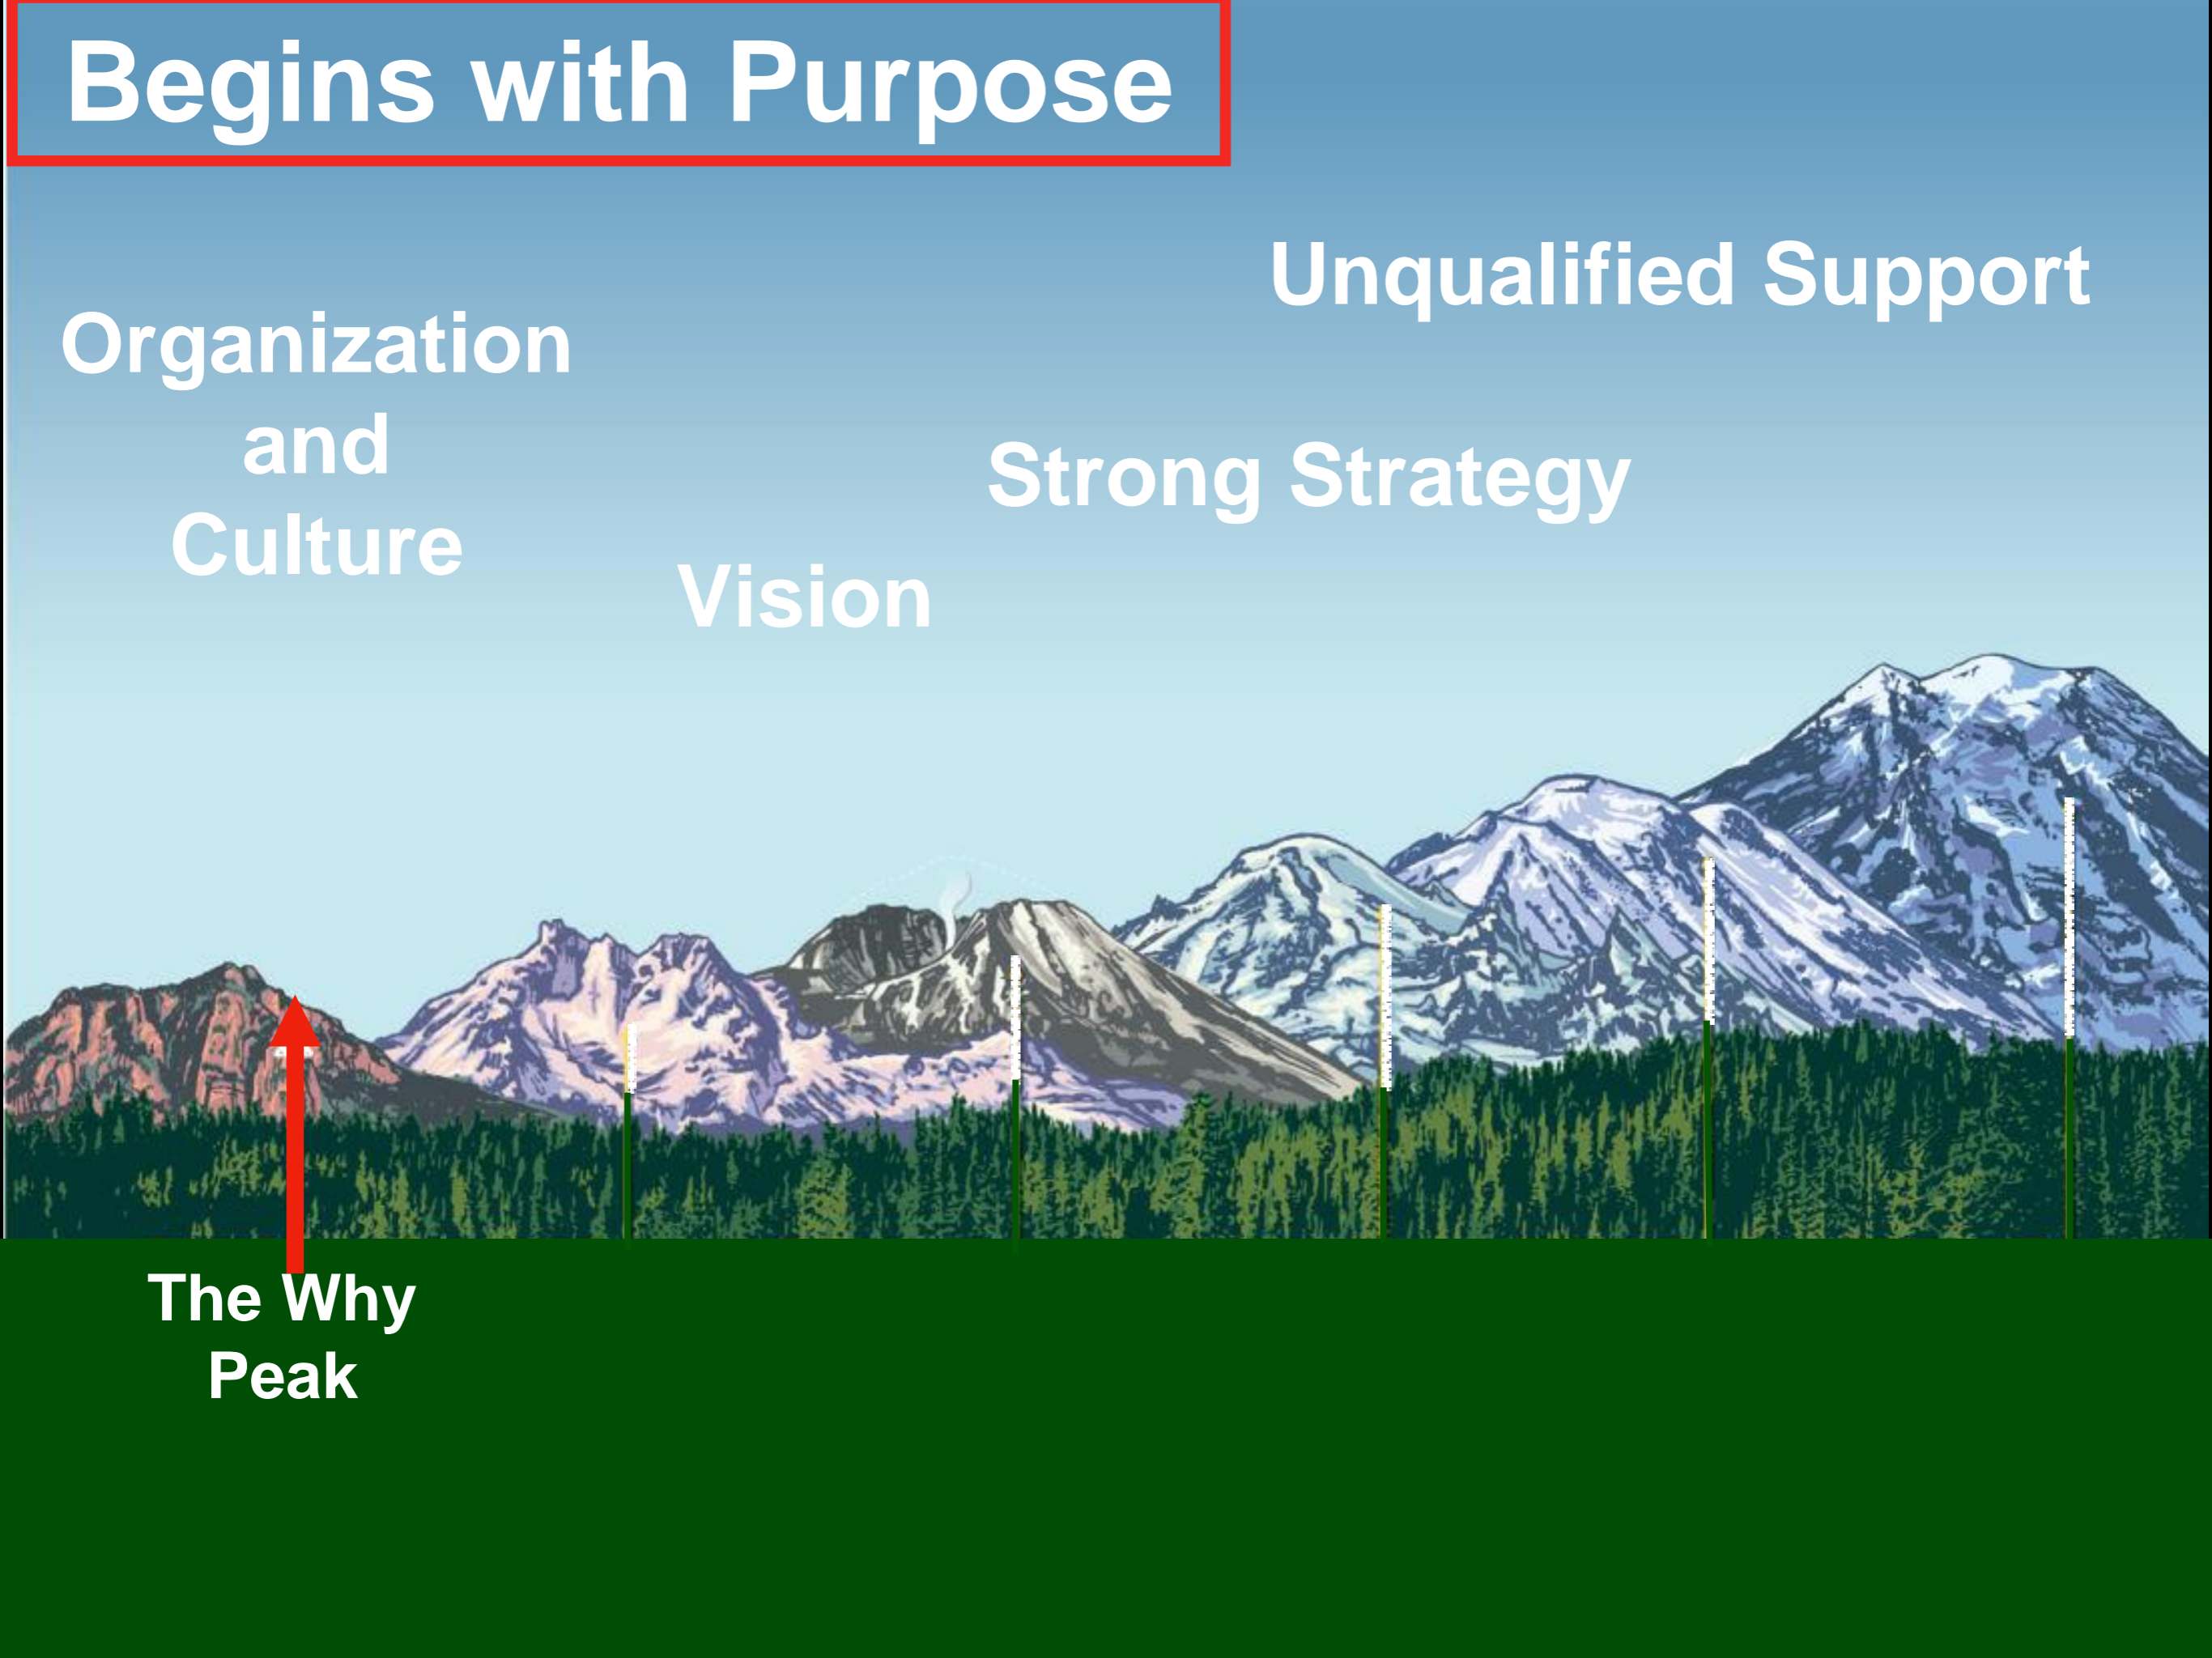 Begins with Purpose
Unqualified Support
Organization
and
Culture
Strong Strategy
Vision
The Why
Peak